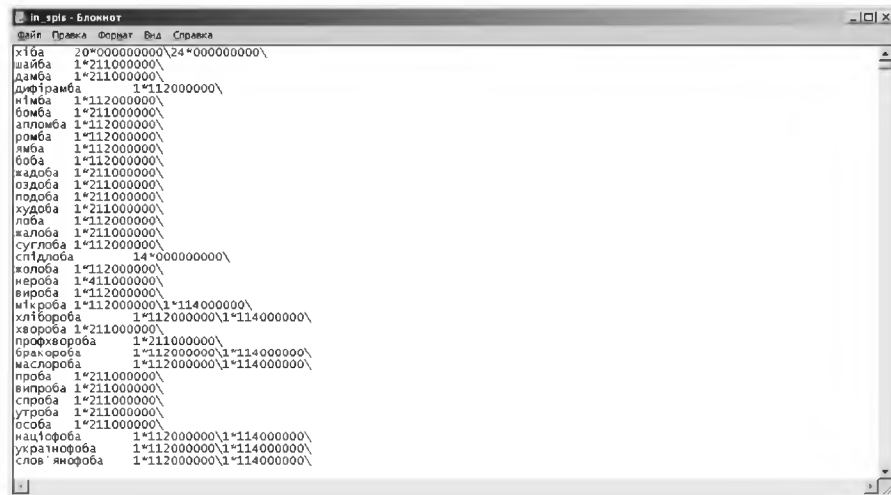 in_spis - Блокнот
Файл Правка Формат Вид Справка
хіба 20*000000000\24*000000000\
шайба 1*211000000\
дамба 1*211000000\
дифірамба 1*112000000\
німба 1*112000000\
бомба 1*211000000\
апломба 1*112000000\
ромба 1*112000000\
ямба 1*112000000\
боба 1*112000000\
жадоба 1*211000000\
оздоба 1*211000000\
подоба 1*211000000\
худоба 1*211000000\
лоба 1*112000000\
жалоба 1*211000000\
суглоба 1*112000000\
спідлоба 14*000000000\
жолоба 1*112000000\
нероба 1*411000000\
вироба 1*112000000\
мікроба 1*112000000\1*114000000\
хлібороба 1*112000000\1*114000000\
хвороба 1*211000000\
профхвороба 1*211000000\
бракороба 1*112000000\1*114000000\
маслороба 1*112000000\1*114000000\
проба 1*211000000\
випроба 1*211000000\
спроба 1*211000000\
утроба 1*211000000\
особа 1*211000000\
націофоба 1*112000000\1*114000000\
українофоба 1*112000000\1*114000000\
слов`янофоба 1*112000000\1*114000000\